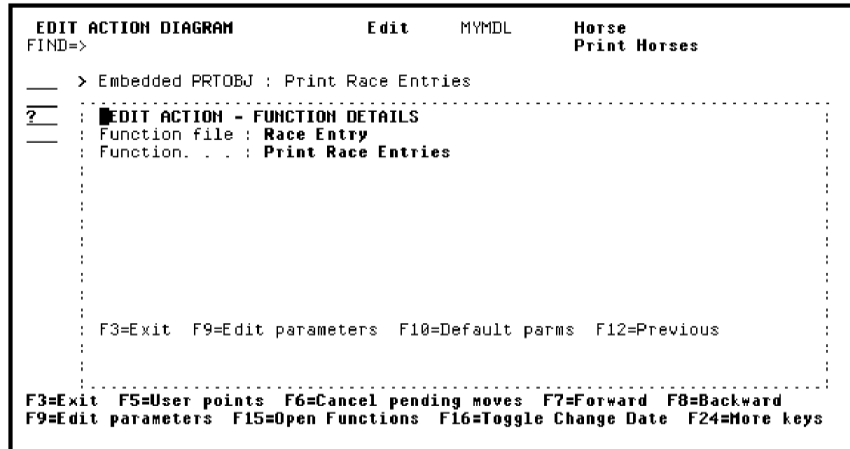 EDIT ACTION DIAGRAM Edit MYMDL Horse
FIND=> Print Horses
> Embedded PRTOBJ : Print Race Entries
? : EDIT ACTION - FUNCTION DETAILS
: Function file : Race Entry
: Function. . . : Print Race Entries
: F3=Exit F9=Edit parameters F10=Default parms F12=Previous
F3=Exit F5=User points F6=Cancel pending moves F7=Forward F8=Backward
F9=Edit parameters F15=Open Functions F16=Toggle Change Date F24=More keys